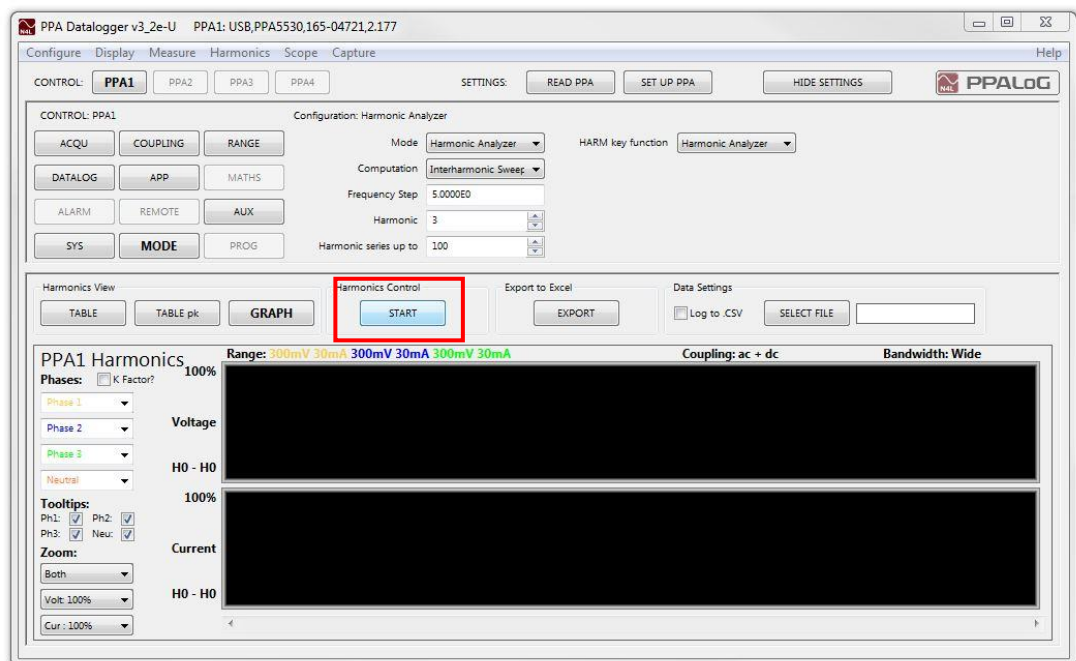 PPA Datalogger v3_2e-U PPA1: USB,PPA5530,165-04721,2.177
Configure Display Measure Harmonics Scope Capture Help
CONTROL: PPA1 PPA2 PPA3 PPA4 SETTINGS: READ PPA SET UP PPA HIDE SETTINGS N4L PPALoG
CONTROL: PPA1 Configuration: Harmonic Analyzer
ACQU COUPLING RANGE Mode Harmonic Analyzer HARM key function Harmonic Analyzer
Computation Interharmonic Sweep
DATALOG APP MATHS
Frequency Step 5.0000E0
ALARM REMOTE AUX Harmonic 3
SYS MODE PROG Harmonic series up to 100
Harmonics View Harmonics Control Export to Excel Data Settings
TABLE TABLE pk GRAPH START EXPORT Log to .CSV SELECT FILE
PPA1 Harmonics Range: 300mV 30mA 300mV 30mA 300mV 30mA Coupling: ac + dc Bandwidth: Wide
100%
Phases: K Factor?
Phase 1
Phase 2 Voltage
Phase 3
H0 - H0
Neutral
100%
Tooltips:
Ph1: Ph2:
Ph3: Neu:
Zoom: Current
Both
Volt: 100% H0 - H0
Cur : 100%